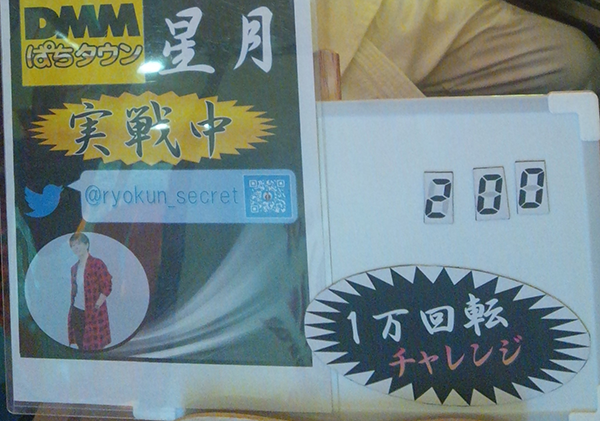 DMM
ぱちタウン
星月
実戦中
@ryokun_secret
200
1万回転
チャレンジ